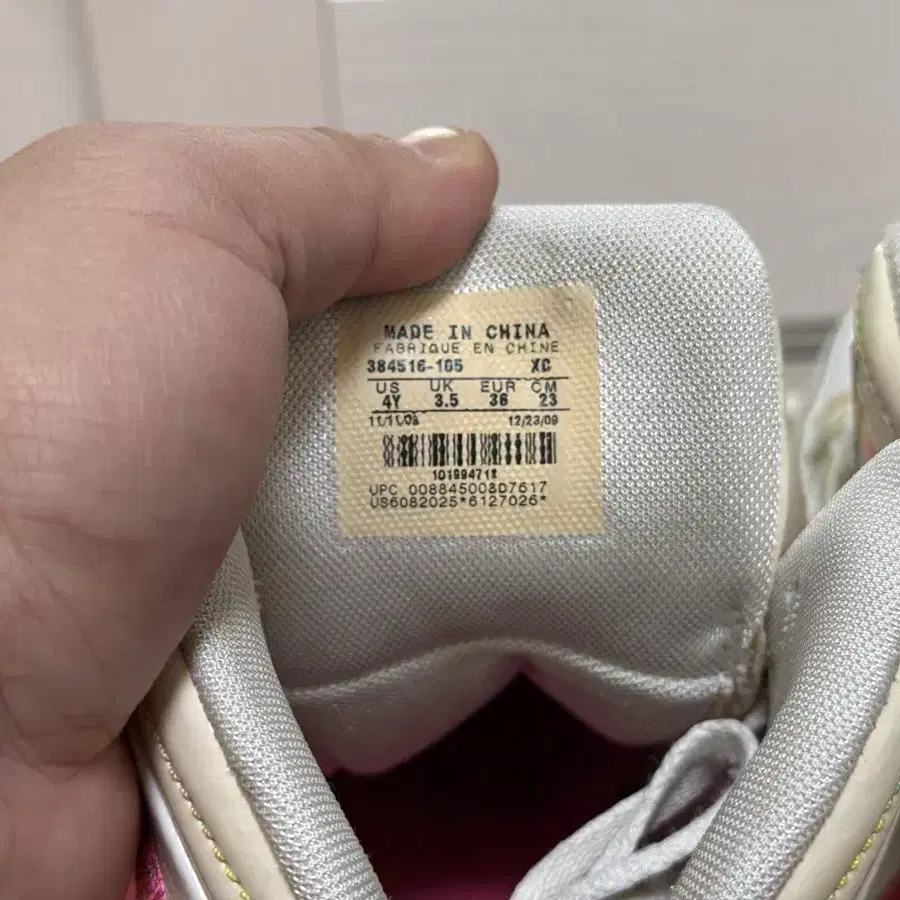 MADE IN CHINA
FABRIQUE EN CHINE
384516-105 XC
US UK EUR CM
4Y 3.5 36 23
12/23/09
UPC 00884500807617
US6082025*6127026*